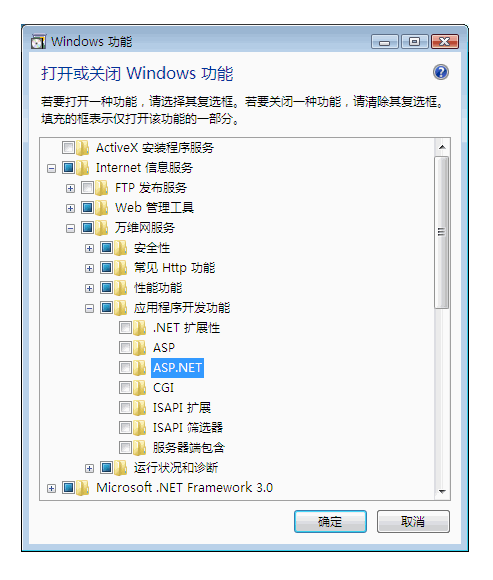 Windows 功能
打开或关闭 Windows 功能
若要打开一种功能，请选择其复选框。若要关闭一种功能，请清除其复选框。
填充的框表示仅打开该功能的一部分。
ActiveX 安装程序服务
Internet 信息服务
FTP 发布服务
Web 管理工具
万维网服务
安全性
常见 Http 功能
性能功能
应用程序开发功能
.NET 扩展性
ASP
ASP.NET
CGI
ISAPI 扩展
ISAPI 筛选器
服务器端包含
运行状况和诊断
Microsoft .NET Framework 3.0
确定 取消